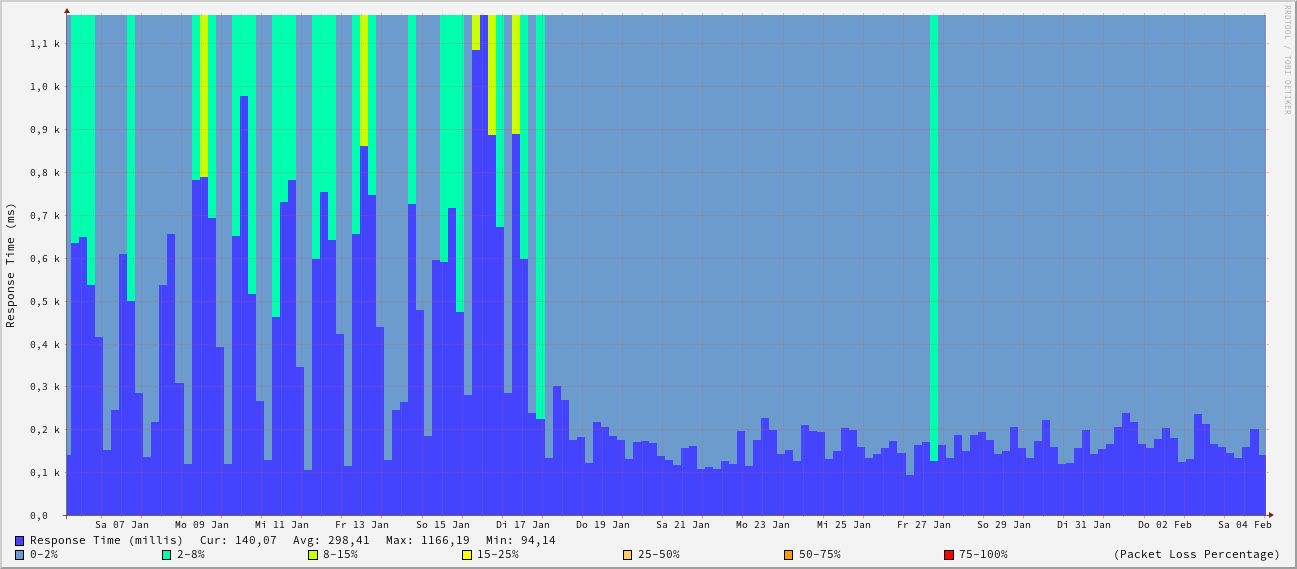 RRDTOOL / TOBI OETIKER
Response Time (ms)
1,1 k
1,0 k
0,9 k
0,8 k
0,7 k
0,6 k
0,5 k
0,4 k
0,3 k
0,2 k
0,1 k
0,0
Sa 07 Jan Mo 09 Jan Mi 11 Jan Fr 13 Jan So 15 Jan Di 17 Jan Do 19 Jan Sa 21 Jan Mo 23 Jan Mi 25 Jan Fr 27 Jan So 29 Jan Di 31 Jan Do 02 Feb Sa 04 Feb
Response Time (millis) Cur: 140,07 Avg: 298,41 Max: 1166,19 Min: 94,14
0-2% 2-8% 8-15% 15-25% 25-50% 50-75% 75-100% (Packet Loss Percentage)